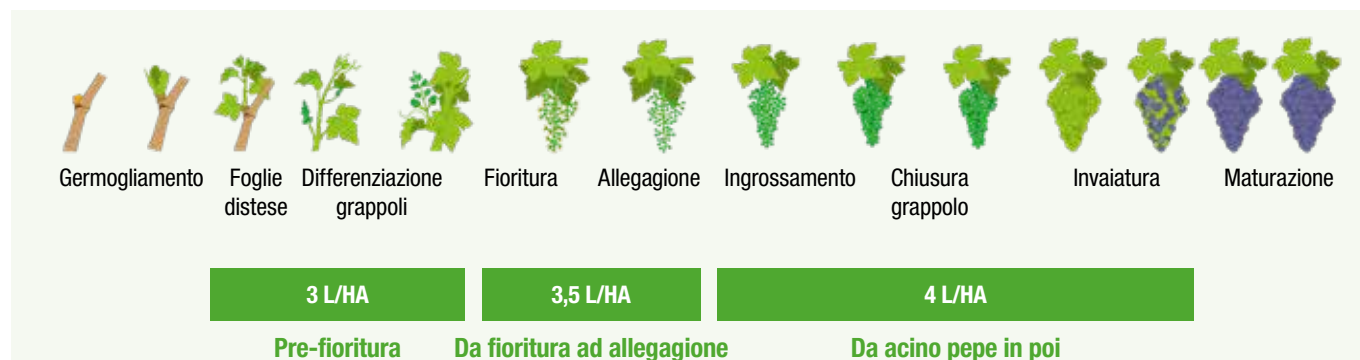 Germogliamento
Foglie
distese
Differenziazione
grappoli
Fioritura
Allegagione
Ingrossamento
Chiusura
grappolo
Invaiatura
Maturazione
3 L/HA
3,5 L/HA
4 L/HA
Pre-fioritura
Da fioritura ad allegagione
Da acino pepe in poi